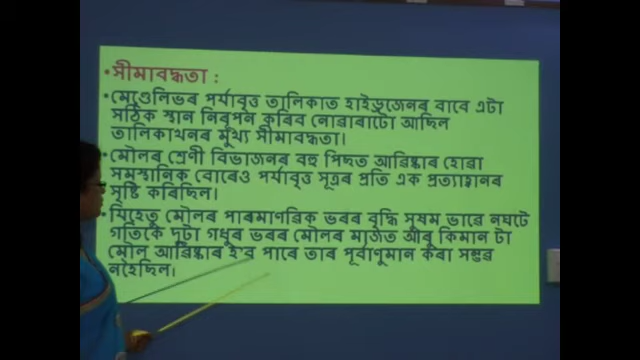 •সীমাবদ্ধতা :
•মেণ্ডেলিভৰ পৰ্যাবৃত্ত তালিকাত হাইড্ৰজেনৰ বাবে এটা
সঠিক স্থান নিৰূপন কৰিব নোৱাৰাটো আছিল
তালিকাখনৰ মুখ্য সীমাবদ্ধতা।
•মৌলৰ শ্ৰেণী বিভাজনৰ বহু পিছত আৱিষ্কাৰ হোৱা
সমস্থানিক বোৰেও পৰ্যাবৃত্ত সূত্ৰৰ প্ৰতি এক প্ৰত্যাহ্বানৰ
সৃষ্টি কৰিছিল।
•যিহেতু মৌলৰ পাৰমাণৱিক ভৰৰ বৃদ্ধি সুষম ভাৱে নঘটে
গতিকে দুটা গধুৰ ভৰৰ মৌলৰ মাজত আৰু কিমান টা
মৌল আৱিষ্কাৰ হ'ব পাৰে তাৰ পূৰ্বাণুমান কৰা সম্ভৱ
নহৈছিল।